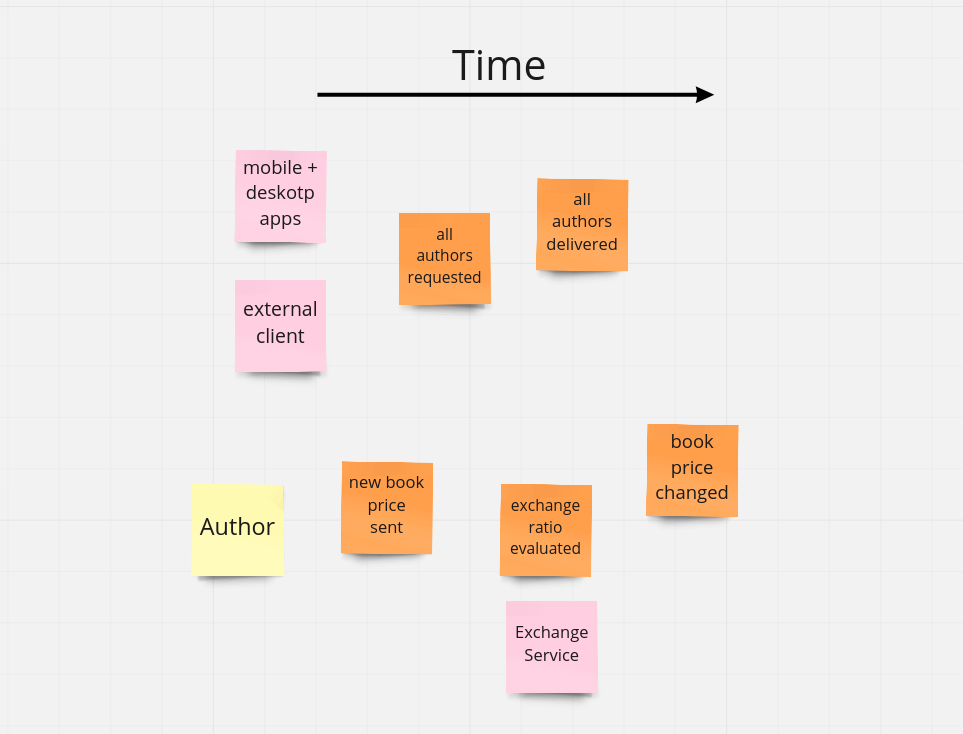 Time
mobile +
deskotp
apps
all
authors
requested
all
authors
delivered
external
client
Author
new book
price
sent
exchange
ratio
evaluated
book
price
changed
Exchange
Service